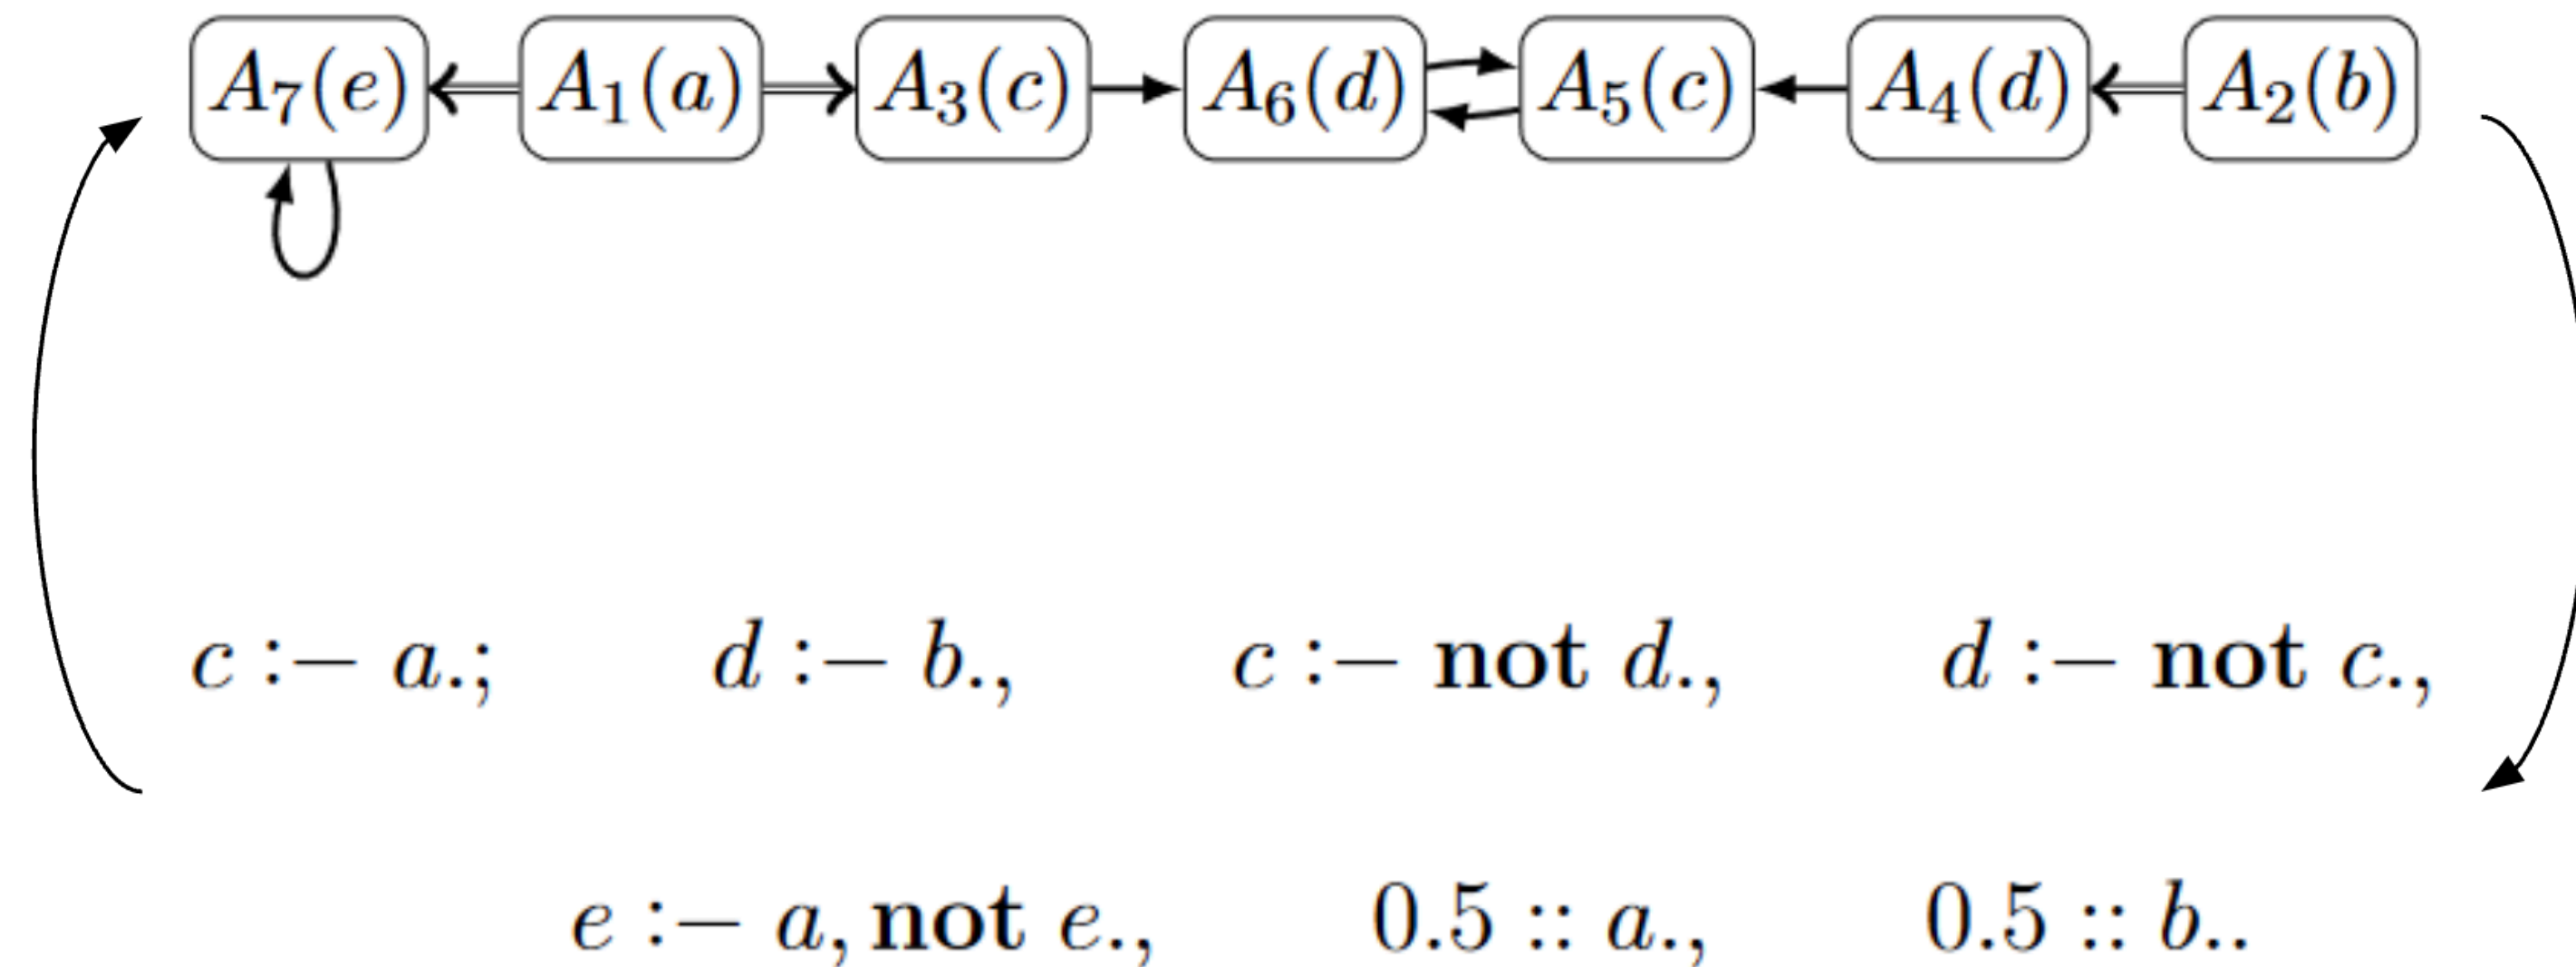 A₇(e) A₁(a) A₃(c) A₆(d) A₅(c) A₄(d) A₂(b)
c :− a.; d :− b., c :− not d., d :− not c.,
e :− a, not e., 0.5 :: a., 0.5 :: b..